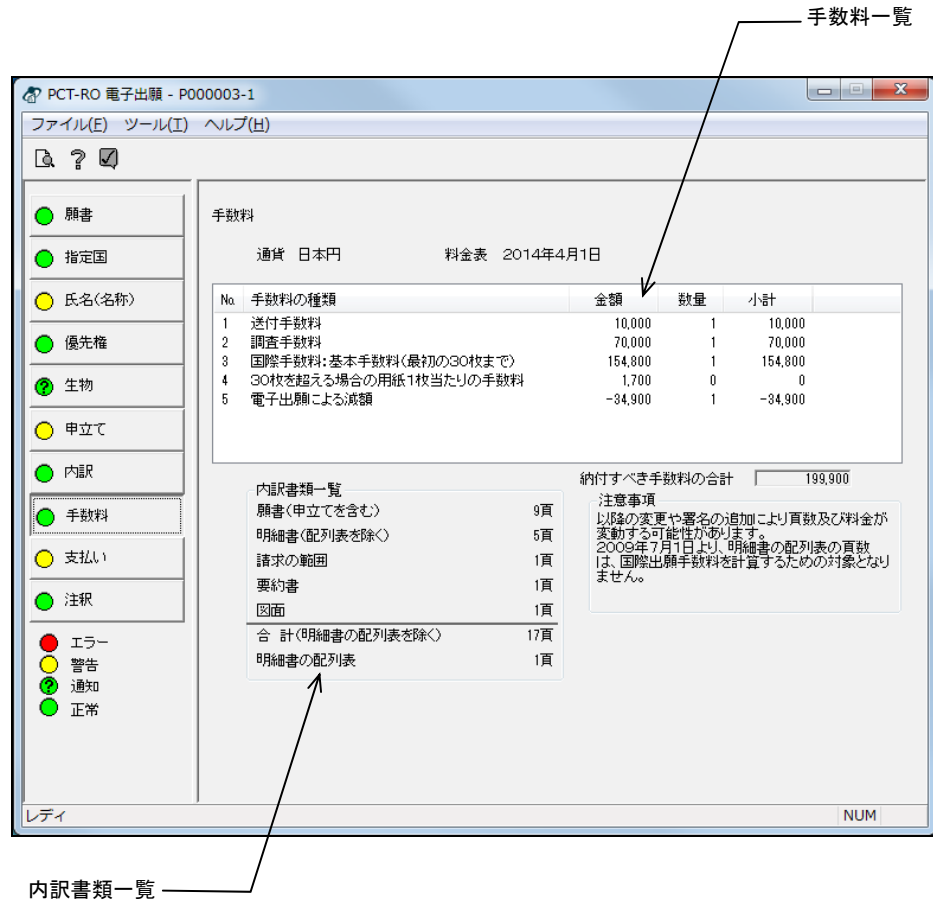 手数料一覧
PCT-RO 電子出願 - P000003-1
ファイル(F) ツール(T) ヘルプ(H)
願書
指定国
氏名(名称)
優先権
生物
申立て
内訳
手数料
支払い
注釈
エラー
警告
通知
正常
手数料
通貨 日本円 料金表 2014年4月1日
No. 手数料の種類 金額 数量 小計
1 送付手数料 10,000 1 10,000
2 調査手数料 70,000 1 70,000
3 国際手数料:基本手数料(最初の30枚まで) 154,800 1 154,800
4 30枚を超える場合の用紙1枚当たりの手数料 1,700 0 0
5 電子出願による減額 -34,900 1 -34,900
納付すべき手数料の合計 199,900
内訳書類一覧
願書(申立てを含む) 9頁
明細書(配列表を除く) 5頁
請求の範囲 1頁
要約書 1頁
図面 1頁
合 計(明細書の配列表を除く) 17頁
明細書の配列表 1頁
注意事項
以降の変更や署名の追加により頁数及び料金が
変動する可能性があります。
2009年7月1日より、明細書の配列表の頁数
は、国際出願手数料を計算するための対象となり
ません。
レディ NUM
内訳書類一覧